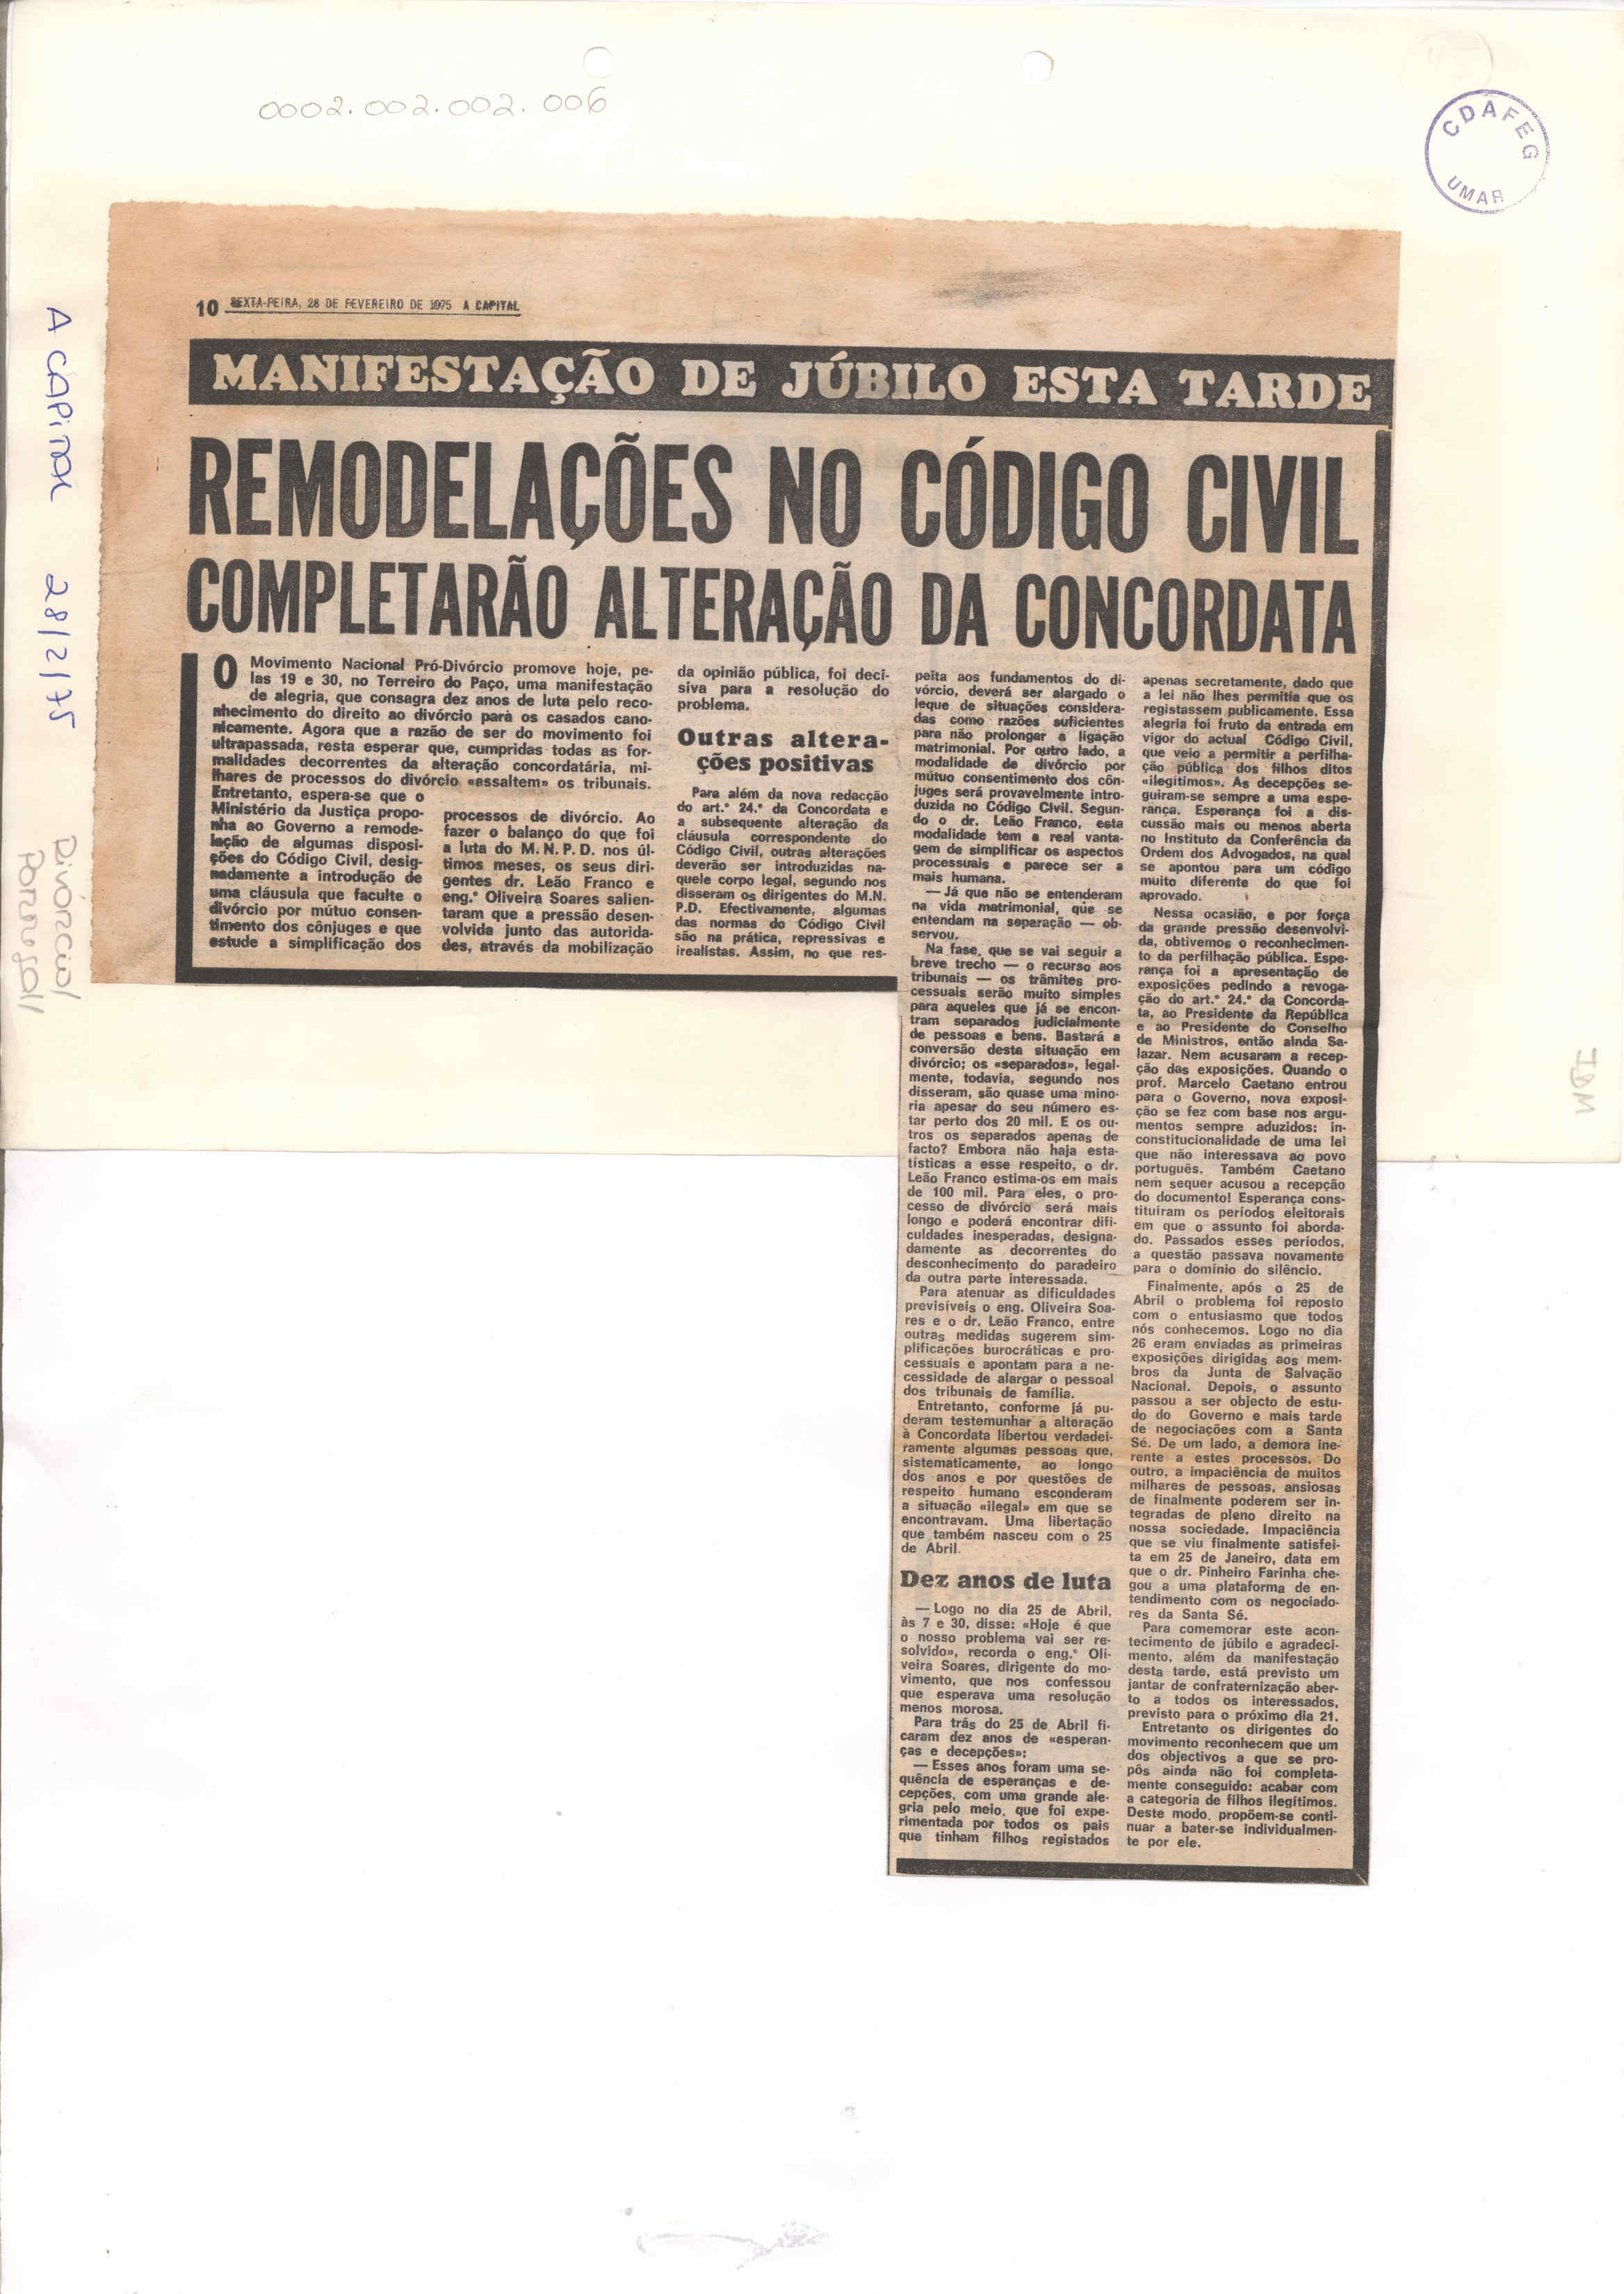 0002.002.002.006
CDAFEG
UMAR
A CAPITAL 28/2/75
Divórcio/
Portugal/
IDM
10 SEXTA-FEIRA, 28 DE FEVEREIRO DE 1975 A CAPITAL
MANIFESTAÇÃO DE JÚBILO ESTA TARDE
REMODELAÇÕES NO CÓDIGO CIVIL
COMPLETARÃO ALTERAÇÃO DA CONCORDATA
O Movimento Nacional Pró-Divórcio promove hoje, pe-
las 19 e 30, no Terreiro do Paço, uma manifestação
de alegria, que consagra dez anos de luta pelo reco-
nhecimento do direito ao divórcio para os casados cano-
nicamente. Agora que a razão de ser do movimento foi
ultrapassada, resta esperar que, cumpridas todas as for-
malidades decorrentes da alteração concordatária, mi-
lhares de processos do divórcio «assaltem» os tribunais.
Entretanto, espera-se que o
Ministério da Justiça propo-
nha ao Governo a remode-
lação de algumas disposi-
ções do Código Civil, desig-
nadamente a introdução de
uma cláusula que faculte o
divórcio por mútuo consen-
timento dos cônjuges e que
estude a simplificação dos
processos de divórcio. Ao
fazer o balanço do que foi
a luta do M. N. P. D. nos úl-
timos meses, os seus diri-
gentes dr. Leão Franco e
eng.º Oliveira Soares salien-
taram que a pressão desen-
volvida junto das autorida-
des, através da mobilização
da opinião pública, foi deci-
siva para a resolução do
problema.
Outras altera-
ções positivas
Para além da nova redacção
do art.º 24.º da Concordata e
a subsequente alteração da
cláusula correspondente do
Código Civil, outras alterações
deverão ser introduzidas na-
quele corpo legal, segundo nos
disseram os dirigentes do M.N.
P.D. Efectivamente, algumas
das normas do Código Civil
são na prática, repressivas e
irealistas. Assim, no que res-
peita aos fundamentos do di-
vórcio, deverá ser alargado o
leque de situações considera-
das como razões suficientes
para não prolongar a ligação
matrimonial. Por outro lado, a
modalidade de divórcio por
mútuo consentimento dos côn-
juges será provavelmente intro-
duzida no Código Civil. Segun-
do o dr. Leão Franco, esta
modalidade tem a real vanta-
gem de simplificar os aspectos
processuais e parece ser a
mais humana.
— Já que não se entenderam
na vida matrimonial, que se
entendam na separação — ob-
servou.
Na fase, que se vai seguir a
breve trecho — o recurso aos
tribunais — os trâmites pro-
cessuais serão muito simples
para aqueles que já se encon-
tram separados judicialmente
de pessoas e bens. Bastará a
conversão desta situação em
divórcio; os «separados», legal-
mente, todavia, segundo nos
disseram, são quase uma mino-
ria apesar do seu número es-
tar perto dos 20 mil. E os ou-
tros os separados apenas de
facto? Embora não haja esta-
tísticas a esse respeito, o dr.
Leão Franco estima-os em mais
de 100 mil. Para eles, o pro-
cesso de divórcio será mais
longo e poderá encontrar difi-
culdades inesperadas, designa-
damente as decorrentes do
desconhecimento do paradeiro
da outra parte interessada.
Para atenuar as dificuldades
previsíveis o eng. Oliveira Soa-
res e o dr. Leão Franco, entre
outras medidas sugerem sim-
plificações burocráticas e pro-
cessuais e apontam para a ne-
cessidade de alargar o pessoal
dos tribunais de família.
Entretanto, conforme já pu-
deram testemunhar a alteração
à Concordata libertou verdadei-
ramente algumas pessoas que,
sistematicamente, ao longo
dos anos e por questões de
respeito humano esconderam
a situação «ilegal» em que se
encontravam. Uma libertação
que também nasceu com o 25
de Abril.
Dez anos de luta
— Logo no dia 25 de Abril,
às 7 e 30, disse: «Hoje é que
o nosso problema vai ser re-
solvido», recorda o eng.º Oli-
veira Soares, dirigente do mo-
vimento, que nos confessou
que esperava uma resolução
menos morosa.
Para trás do 25 de Abril fi-
caram dez anos de «esperan-
ças e decepções»:
— Esses anos foram uma se-
quência de esperanças e de-
cepções, com uma grande ale-
gria pelo meio, que foi expe-
rimentada por todos os pais
que tinham filhos registados
apenas secretamente, dado que
a lei não lhes permitia que os
registassem publicamente. Essa
alegria foi fruto da entrada em
vigor do actual Código Civil,
que veio a permitir a perfilha-
ção pública dos filhos ditos
«ilegítimos». As decepções se-
guiram-se sempre a uma espe-
rança. Esperança foi a dis-
cussão mais ou menos aberta
no Instituto da Conferência da
Ordem dos Advogados, na qual
se apontou para um código
muito diferente do que foi
aprovado.
Nessa ocasião, e por força
da grande pressão desenvolvi-
da, obtivemos o reconhecimen-
to da perfilhação pública. Espe-
rança foi a apresentação de
exposições pedindo a revoga-
ção do art.º 24.º da Concorda-
ta, ao Presidente da República
e ao Presidente do Conselho
de Ministros, então ainda Sa-
lazar. Nem acusaram a recep-
ção das exposições. Quando o
prof. Marcelo Caetano entrou
para o Governo, nova exposi-
ção se fez com base nos argu-
mentos sempre aduzidos: in-
constitucionalidade de uma lei
que não interessava ao povo
português. Também Caetano
nem sequer acusou a recepção
do documento! Esperança cons-
tituíram os períodos eleitorais
em que o assunto foi aborda-
do. Passados esses períodos,
a questão passava novamente
para o domínio do silêncio.
Finalmente, após o 25 de
Abril o problema foi reposto
com o entusiasmo que todos
nós conhecemos. Logo no dia
26 eram enviadas as primeiras
exposições dirigidas aos mem-
bros da Junta de Salvação
Nacional. Depois, o assunto
passou a ser objecto de estu-
do do Governo e mais tarde
de negociações com a Santa
Sé. De um lado, a demora ine-
rente a estes processos. Do
outro, a impaciência de muitos
milhares de pessoas, ansiosas
de finalmente poderem ser in-
tegradas de pleno direito na
nossa sociedade. Impaciência
que se viu finalmente satisfei-
ta em 25 de Janeiro, data em
que o dr. Pinheiro Farinha che-
gou a uma plataforma de en-
tendimento com os negociado-
res da Santa Sé.
Para comemorar este acon-
tecimento de júbilo e agradeci-
mento, além da manifestação
desta tarde, está previsto um
jantar de confraternização aber-
to a todos os interessados,
previsto para o próximo dia 21.
Entretanto os dirigentes do
movimento reconhecem que um
dos objectivos a que se pro-
pôs ainda não foi completa-
mente conseguido: acabar com
a categoria de filhos ilegítimos.
Deste modo, propõem-se conti-
nuar a bater-se individualmen-
te por ele.